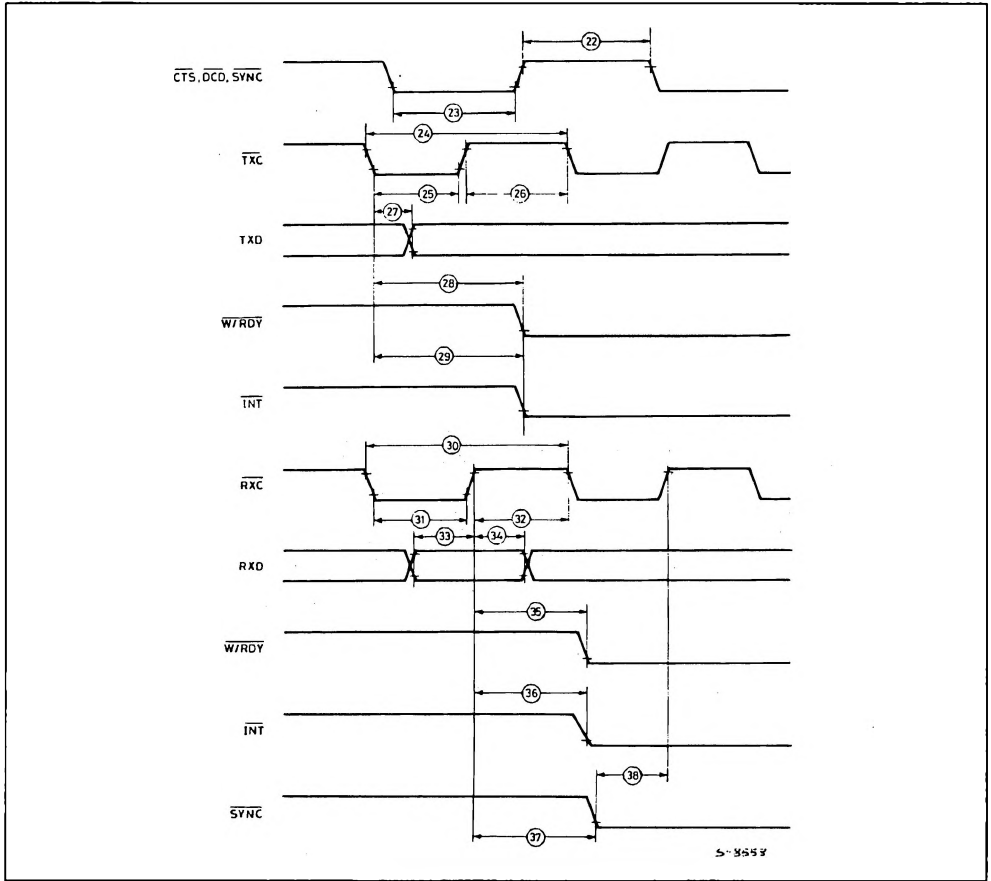 22
CTS, DCD, SYNC
23
24
TXC
25 26
27
TXD
28
W/RDY
29
INT
30
RXC
31 32
33 34
RXD
35
W/RDY
36
INT
38
SYNC
37
S-3553